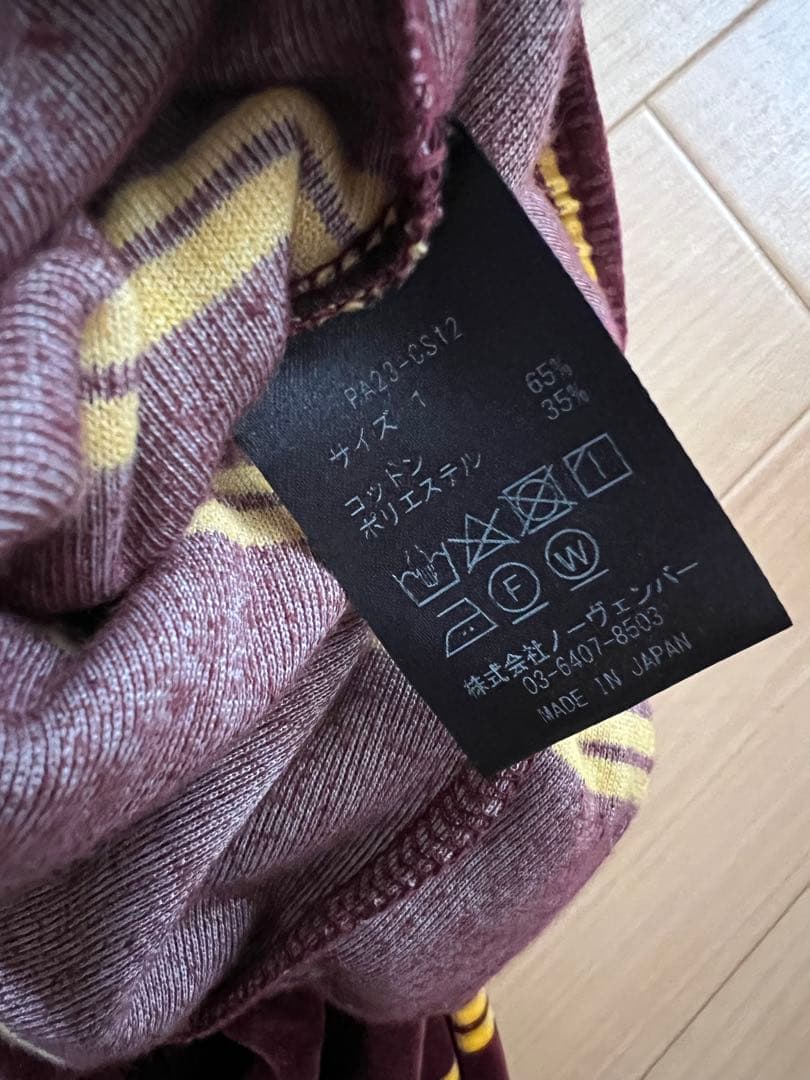 PA23-CS12
サイズ 1
コットン 65%
ポリエステル 35%
F W
株式会社ノーヴェンバー
03-6407-8503
MADE IN JAPAN